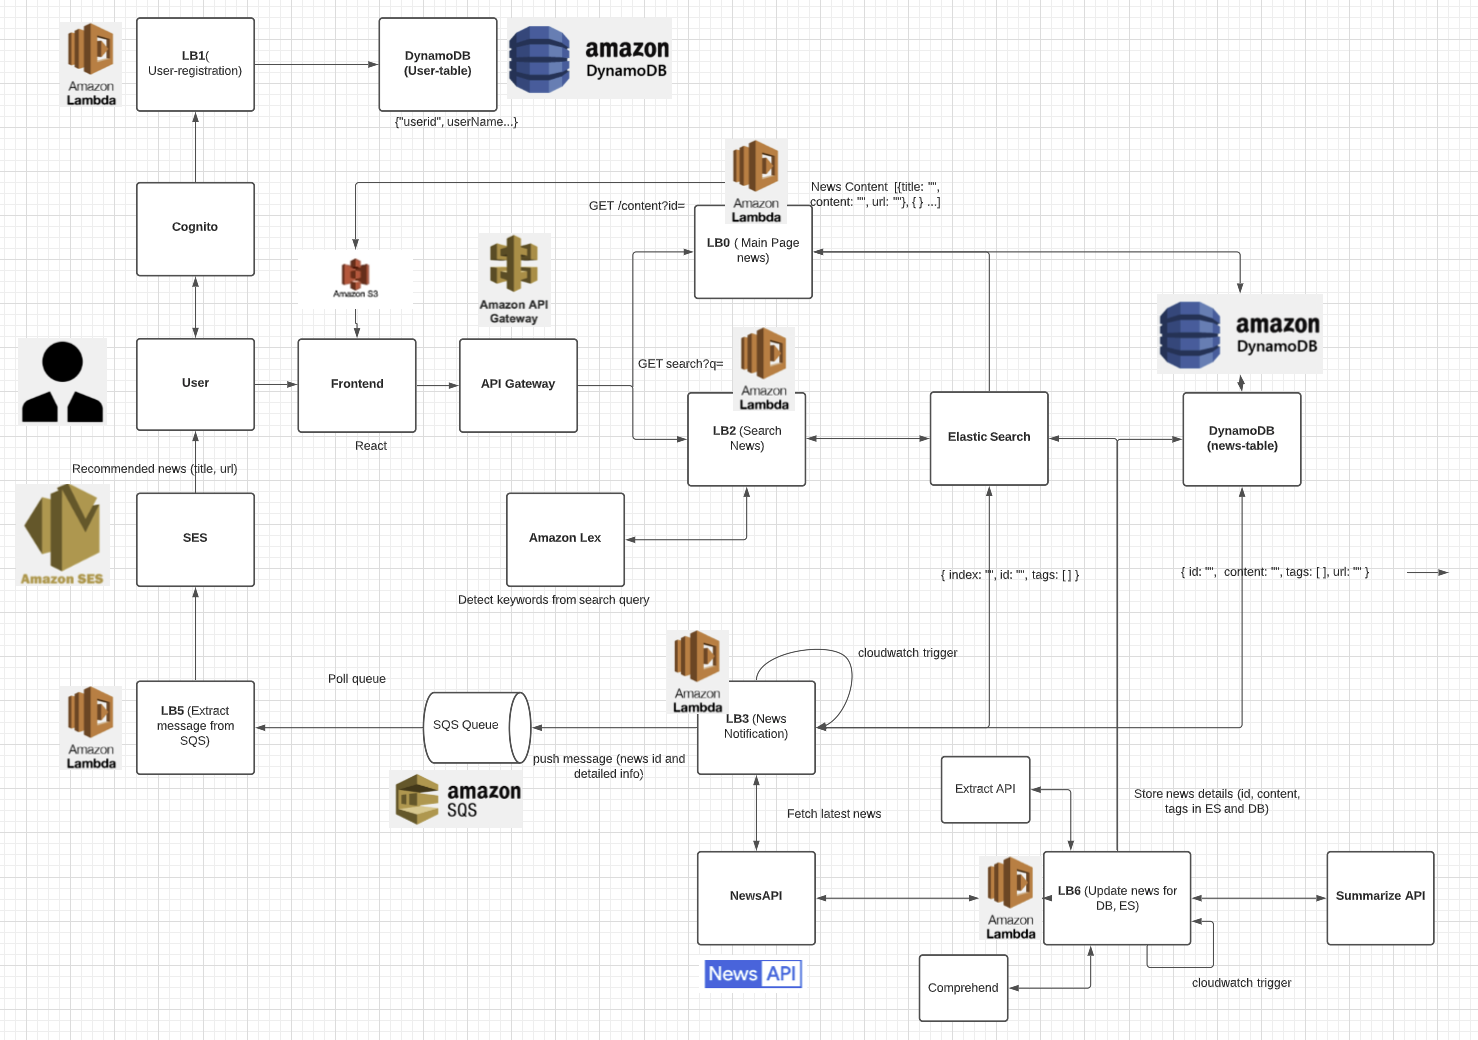 LB1(
User-registration)
Amazon
Lambda
DynamoDB
(User-table)
amazon
DynamoDB
{"userid", userName...}
Cognito
Amazon
Lambda
News Content  [{title: "",
content: "", url: ""}, { } ...]
GET /content?id=
LB0 ( Main Page
news)
Amazon S3
Amazon API
Gateway
amazon
DynamoDB
User
Frontend
API Gateway
React
GET search?q=
Amazon
Lambda
LB2 (Search
News)
Elastic Search
DynamoDB
(news-table)
Recommended news (title, url)
Amazon SES
SES
Amazon Lex
Detect keywords from search query
{ index: "", id: "", tags: [ ] }
{ id: "",  content: "", tags: [ ], url: "" }
Amazon
Lambda
cloudwatch trigger
Poll queue
Amazon
Lambda
LB5 (Extract
message from
SQS)
SQS Queue
LB3 (News
Notification)
push message (news id and
detailed info)
amazon
SQS
Extract API
Store news details (id, content,
tags in ES and DB)
Fetch latest news
NewsAPI
Amazon
Lambda
LB6 (Update news for
DB, ES)
Summarize API
News API
Comprehend
cloudwatch trigger